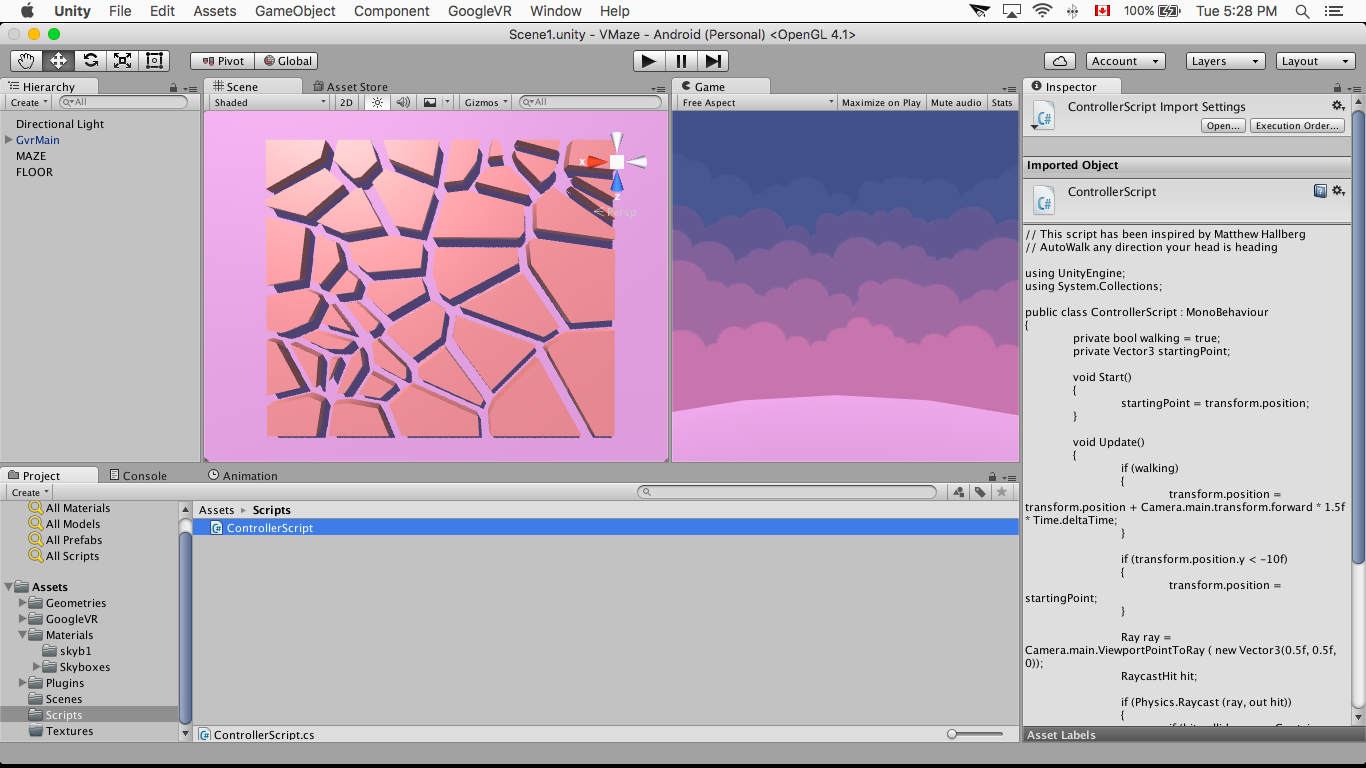 Unity File Edit Assets GameObject Component GoogleVR Window Help 100% Tue 5:28 PM
Scene1.unity - VMaze - Android (Personal) <OpenGL 4.1>
Pivot Global Account Layers Layout
Hierarchy
Create All
Directional Light
GvrMain
MAZE
FLOOR
Scene Asset Store
Shaded 2D Gizmos All
x
z
Persp
Game
Free Aspect Maximize on Play Mute audio Stats
Inspector
ControllerScript Import Settings
C#
Open... Execution Order...
Imported Object
ControllerScript
C#
// This script has been inspired by Matthew Hallberg
// AutoWalk any direction your head is heading
using UnityEngine;
using System.Collections;
public class ControllerScript : MonoBehaviour
{
private bool walking = true;
private Vector3 startingPoint;
void Start()
{
startingPoint = transform.position;
}
void Update()
{
if (walking)
{
transform.position =
transform.position + Camera.main.transform.forward * 1.5f
* Time.deltaTime;
}
if (transform.position.y < -10f)
{
transform.position =
startingPoint;
}
Ray ray =
Camera.main.ViewportPointToRay ( new Vector3(0.5f, 0.5f,
0));
RaycastHit hit;
if (Physics.Raycast (ray, out hit))
{
Asset Labels
Project Console Animation
Create
All Materials
All Models
All Prefabs
All Scripts
Assets
Geometries
GoogleVR
Materials
skyb1
Skyboxes
Plugins
Scenes
Scripts
Textures
Assets Scripts
ControllerScript
ControllerScript.cs